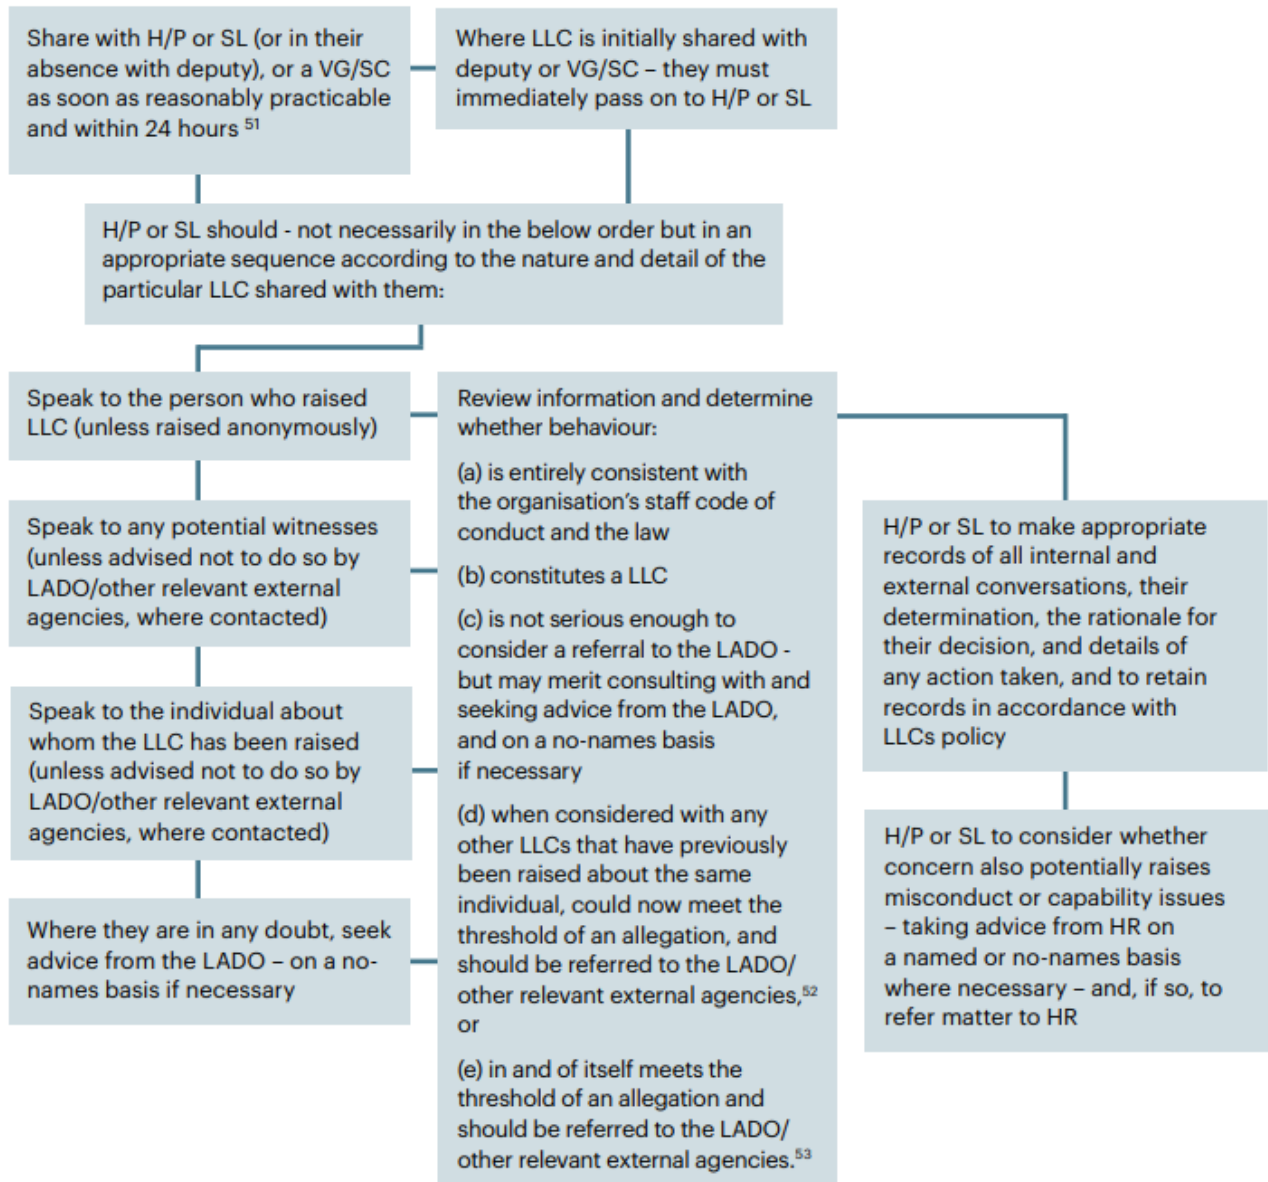 Share with H/P or SL (or in their
absence with deputy), or a VG/SC
as soon as reasonably practicable
and within 24 hours 51
Where LLC is initially shared with
deputy or VG/SC – they must
immediately pass on to H/P or SL
H/P or SL should - not necessarily in the below order but in an
appropriate sequence according to the nature and detail of the
particular LLC shared with them:
Speak to the person who raised
LLC (unless raised anonymously)
Speak to any potential witnesses
(unless advised not to do so by
LADO/other relevant external
agencies, where contacted)
Speak to the individual about
whom the LLC has been raised
(unless advised not to do so by
LADO/other relevant external
agencies, where contacted)
Where they are in any doubt, seek
advice from the LADO – on a no-
names basis if necessary
Review information and determine
whether behaviour:
(a) is entirely consistent with
the organisation's staff code of
conduct and the law
(b) constitutes a LLC
(c) is not serious enough to
consider a referral to the LADO -
but may merit consulting with and
seeking advice from the LADO,
and on a no-names basis
if necessary
(d) when considered with any
other LLCs that have previously
been raised about the same
individual, could now meet the
threshold of an allegation, and
should be referred to the LADO/
other relevant external agencies,52
or
(e) in and of itself meets the
threshold of an allegation and
should be referred to the LADO/
other relevant external agencies.53
H/P or SL to make appropriate
records of all internal and
external conversations, their
determination, the rationale for
their decision, and details of
any action taken, and to retain
records in accordance with
LLCs policy
H/P or SL to consider whether
concern also potentially raises
misconduct or capability issues
– taking advice from HR on
a named or no-names basis
where necessary – and, if so, to
refer matter to HR